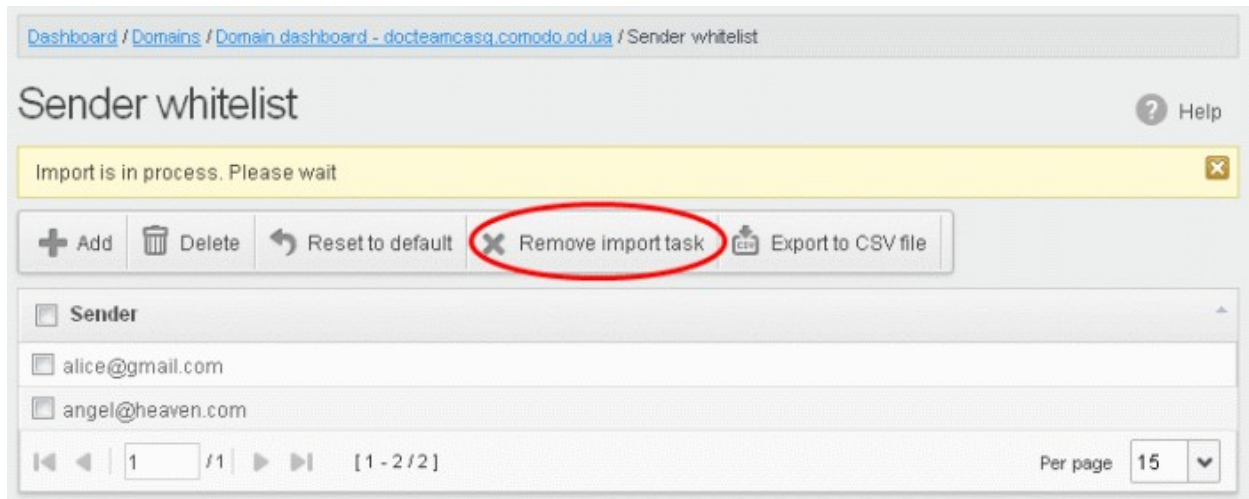 Dashboard / Domains / Domain dashboard - docteamcasg.comodo.od.ua / Sender whitelist
Sender whitelist
? Help
Import is in process. Please wait
Add Delete Reset to default Remove import task CSV Export to CSV file
Sender
alice@gmail.com
angel@heaven.com
1 /1 [1 - 2 / 2] Per page 15